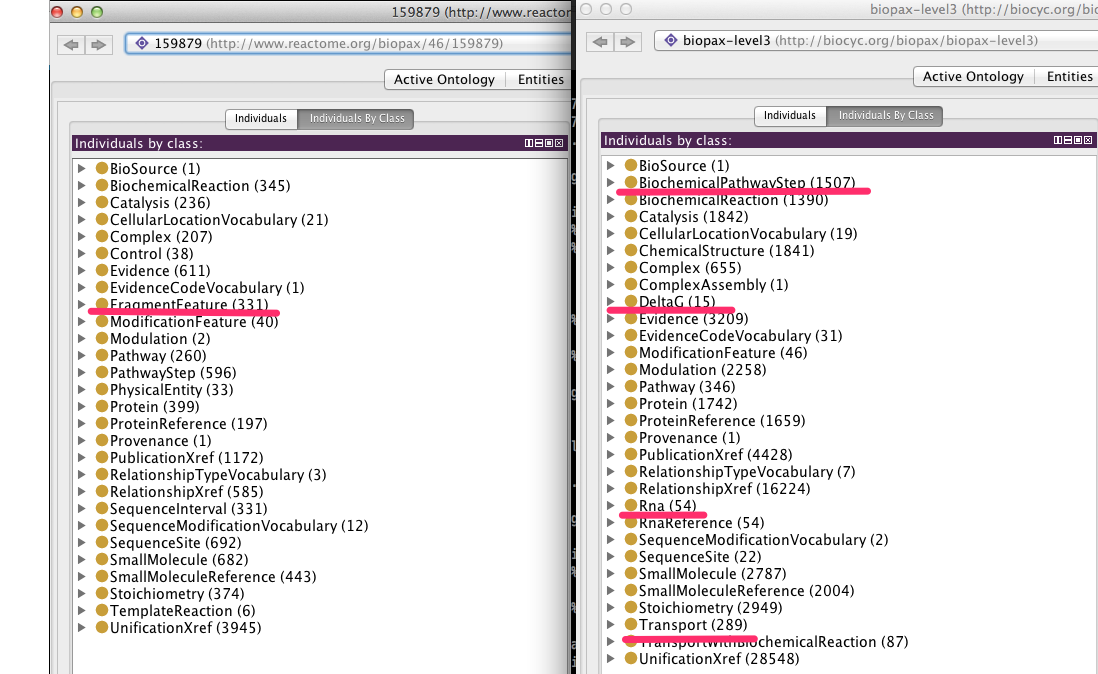 159879 (http://www.reactom
159879 (http://www.reactome.org/biopax/46/159879)
Active Ontology
Entities
Individuals
Individuals By Class
Individuals by class:
BioSource (1)
BiochemicalReaction (345)
Catalysis (236)
CellularLocationVocabulary (21)
Complex (207)
Control (38)
Evidence (611)
EvidenceCodeVocabulary (1)
FragmentFeature (331)
ModificationFeature (40)
Modulation (2)
Pathway (260)
PathwayStep (596)
PhysicalEntity (33)
Protein (399)
ProteinReference (197)
Provenance (1)
PublicationXref (1172)
RelationshipTypeVocabulary (3)
RelationshipXref (585)
SequenceInterval (331)
SequenceModificationVocabulary (12)
SequenceSite (692)
SmallMolecule (682)
SmallMoleculeReference (443)
Stoichiometry (374)
TemplateReaction (6)
UnificationXref (3945)
biopax-level3 (http://biocyc.org/bio
biopax-level3 (http://biocyc.org/biopax/biopax-level3)
Active Ontology
Entities
Individuals
Individuals By Class
Individuals by class:
BioSource (1)
BiochemicalPathwayStep (1507)
BiochemicalReaction (1390)
Catalysis (1842)
CellularLocationVocabulary (19)
ChemicalStructure (1841)
Complex (655)
ComplexAssembly (1)
DeltaG (15)
Evidence (3209)
EvidenceCodeVocabulary (31)
ModificationFeature (46)
Modulation (2258)
Pathway (346)
Protein (1742)
ProteinReference (1659)
Provenance (1)
PublicationXref (4428)
RelationshipTypeVocabulary (7)
RelationshipXref (16224)
Rna (54)
RnaReference (54)
SequenceModificationVocabulary (2)
SequenceSite (22)
SmallMolecule (2787)
SmallMoleculeReference (2004)
Stoichiometry (2949)
Transport (289)
TransportWithBiochemicalReaction (87)
UnificationXref (28548)